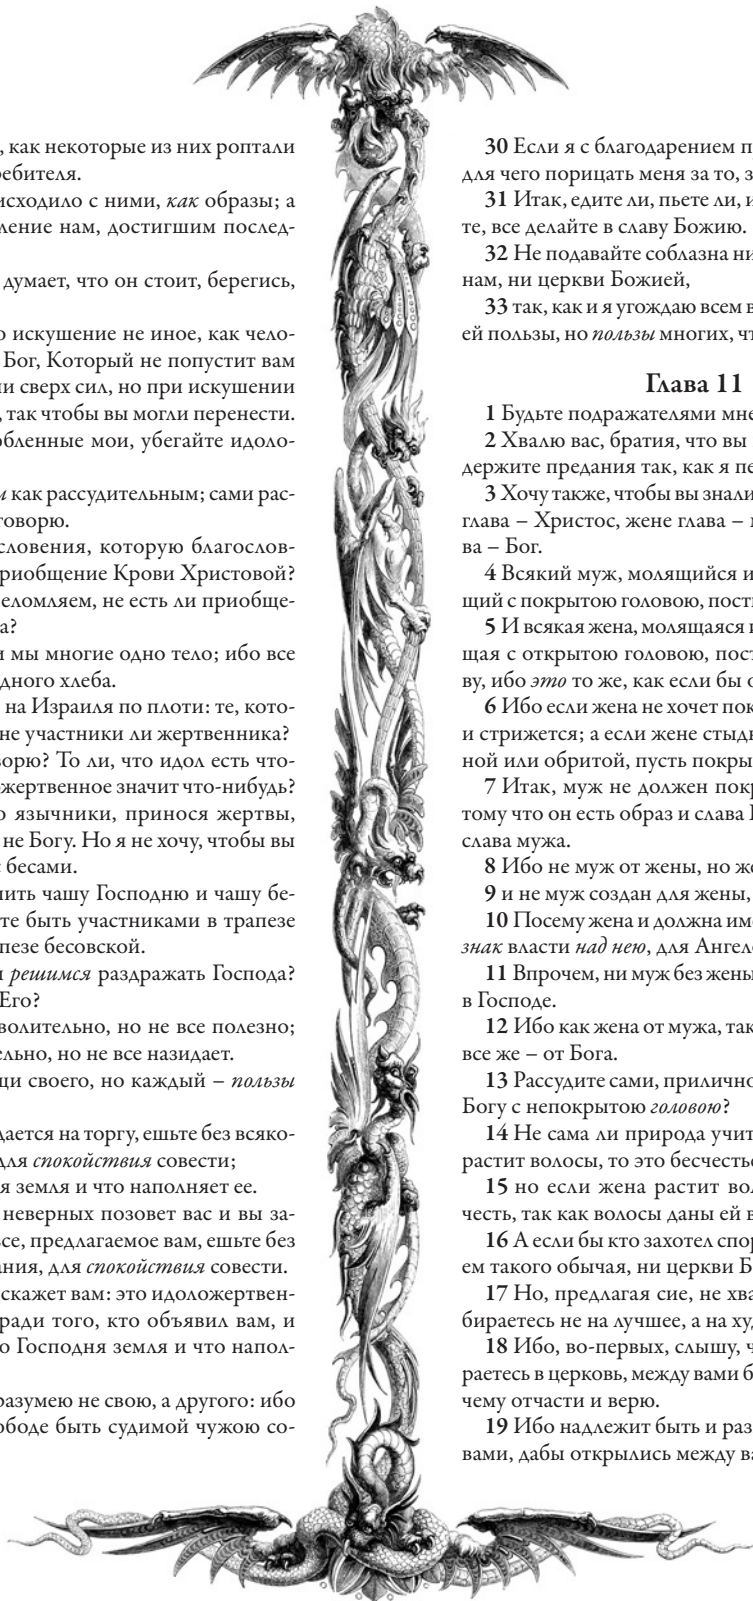 , как некоторые из них роптали
ебителя.
исходило с ними, как образы; а
ление нам, достигшим послед-
думает, что он стоит, берегись,
о искушение не иное, как чело-
Бог, Который не попустит вам
и сверх сил, но при искушении
, так чтобы вы могли перенести.
обленные мои, убегайте идоло-
м как рассудительным; сами рас-
говорю.
словения, которую благослов-
риобщение Крови Христовой?
еломляем, не есть ли приобще-
а?
и мы многие одно тело; ибо все
дного хлеба.
на Израиля по плоти: те, кото-
не участники ли жертвенника?
ворю? То ли, что идол есть что-
жертвенное значит что-нибудь?
о язычники, принося жертвы,
не Богу. Но я не хочу, чтобы вы
с бесами.
пить чашу Господню и чашу бе-
те быть участниками в трапезе
апезе бесовской.
и решимся раздражать Господа?
Его?
волительно, но не все полезно;
ельно, но не все назидает.
щи своего, но каждый – пользы
дается на торгу, ешьте без всяко-
для спокойствия совести;
я земля и что наполняет ее.
неверных позовет вас и вы за-
все, предлагаемое вам, ешьте без
ания, для спокойствия совести.
скажет вам: это идоложертвен-
ради того, кто объявил вам, и
о Господня земля и что напол-
разумею не свою, а другого: ибо
ободе быть судимой чужою со-
30 Если я с благодарением п
для чего порицать меня за то, з
31 Итак, едите ли, пьете ли, и
те, все делайте в славу Божию.
32 Не подавайте соблазна ни
нам, ни церкви Божией,
33 так, как и я угождаю всем в
ей пользы, но пользы многих, чт
Глава 11
1 Будьте подражателями мне
2 Хвалю вас, братия, что вы
держите предания так, как я пе
3 Хочу также, чтобы вы знали
глава – Христос, жене глава – м
ва – Бог.
4 Всякий муж, молящийся и
щий с покрытою головою, пост
5 И всякая жена, молящаяся и
щая с открытою головою, пост
ву, ибо это то же, как если бы о
6 Ибо если жена не хочет пок
и стрижется; а если жене стыдн
ной или обритой, пусть покры
7 Итак, муж не должен покр
тому что он есть образ и слава Б
слава мужа.
8 Ибо не муж от жены, но же
9 и не муж создан для жены,
10 Посему жена и должна име
знак власти над нею, для Ангело
11 Впрочем, ни муж без жены
в Господе.
12 Ибо как жена от мужа, так
все же – от Бога.
13 Рассудите сами, прилично
Богу с непокрытою головою?
14 Не сама ли природа учит
растит волосы, то это бесчестье
15 но если жена растит вол
честь, так как волосы даны ей в
16 А если бы кто захотел спор
ем такого обычая, ни церкви Б
17 Но, предлагая сие, не хва
бираетесь не на лучшее, а на худ
18 Ибо, во-первых, слышу, ч
раетесь в церковь, между вами б
чему отчасти и верю.
19 Ибо надлежит быть и раз
вами, дабы открылись между ва